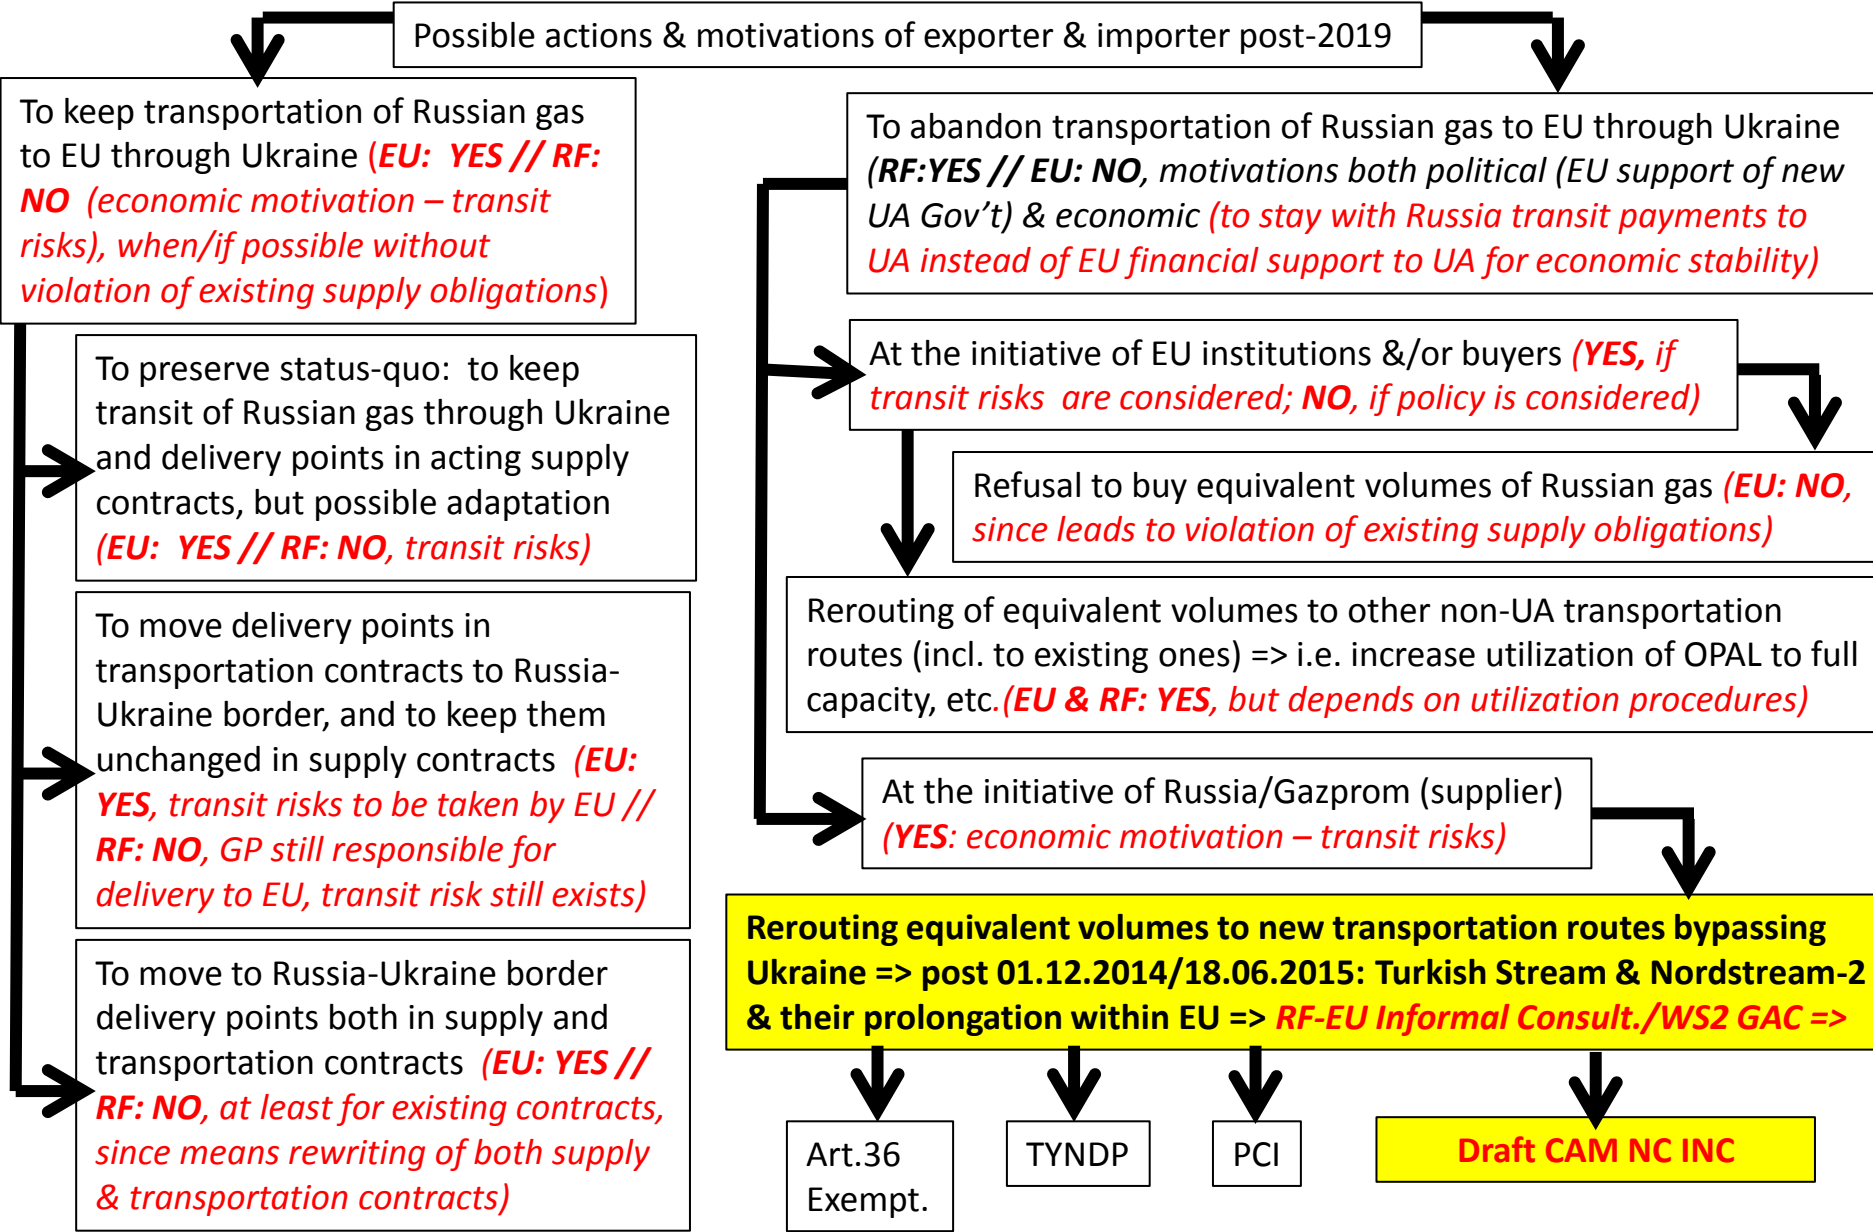 Possible actions & motivations of exporter & importer post-2019
To keep transportation of Russian gas
to EU through Ukraine (EU: YES // RF:
NO (economic motivation – transit
risks), when/if possible without
violation of existing supply obligations)
To preserve status-quo: to keep
transit of Russian gas through Ukraine
and delivery points in acting supply
contracts, but possible adaptation
(EU: YES // RF: NO, transit risks)
To move delivery points in
transportation contracts to Russia-
Ukraine border, and to keep them
unchanged in supply contracts (EU:
YES, transit risks to be taken by EU //
RF: NO, GP still responsible for
delivery to EU, transit risk still exists)
To move to Russia-Ukraine border
delivery points both in supply and
transportation contracts (EU: YES //
RF: NO, at least for existing contracts,
since means rewriting of both supply
& transportation contracts)
To abandon transportation of Russian gas to EU through Ukraine
(RF:YES // EU: NO, motivations both political (EU support of new
UA Gov’t) & economic (to stay with Russia transit payments to
UA instead of EU financial support to UA for economic stability)
At the initiative of EU institutions &/or buyers (YES, if
transit risks are considered; NO, if policy is considered)
Refusal to buy equivalent volumes of Russian gas (EU: NO,
since leads to violation of existing supply obligations)
Rerouting of equivalent volumes to other non-UA transportation
routes (incl. to existing ones) => i.e. increase utilization of OPAL to full
capacity, etc.(EU & RF: YES, but depends on utilization procedures)
At the initiative of Russia/Gazprom (supplier)
(YES: economic motivation – transit risks)
Rerouting equivalent volumes to new transportation routes bypassing
Ukraine => post 01.12.2014/18.06.2015: Turkish Stream & Nordstream-2
& their prolongation within EU => RF-EU Informal Consult./WS2 GAC =>
Art.36
Exempt.
TYNDP
PCI
Draft CAM NC INC